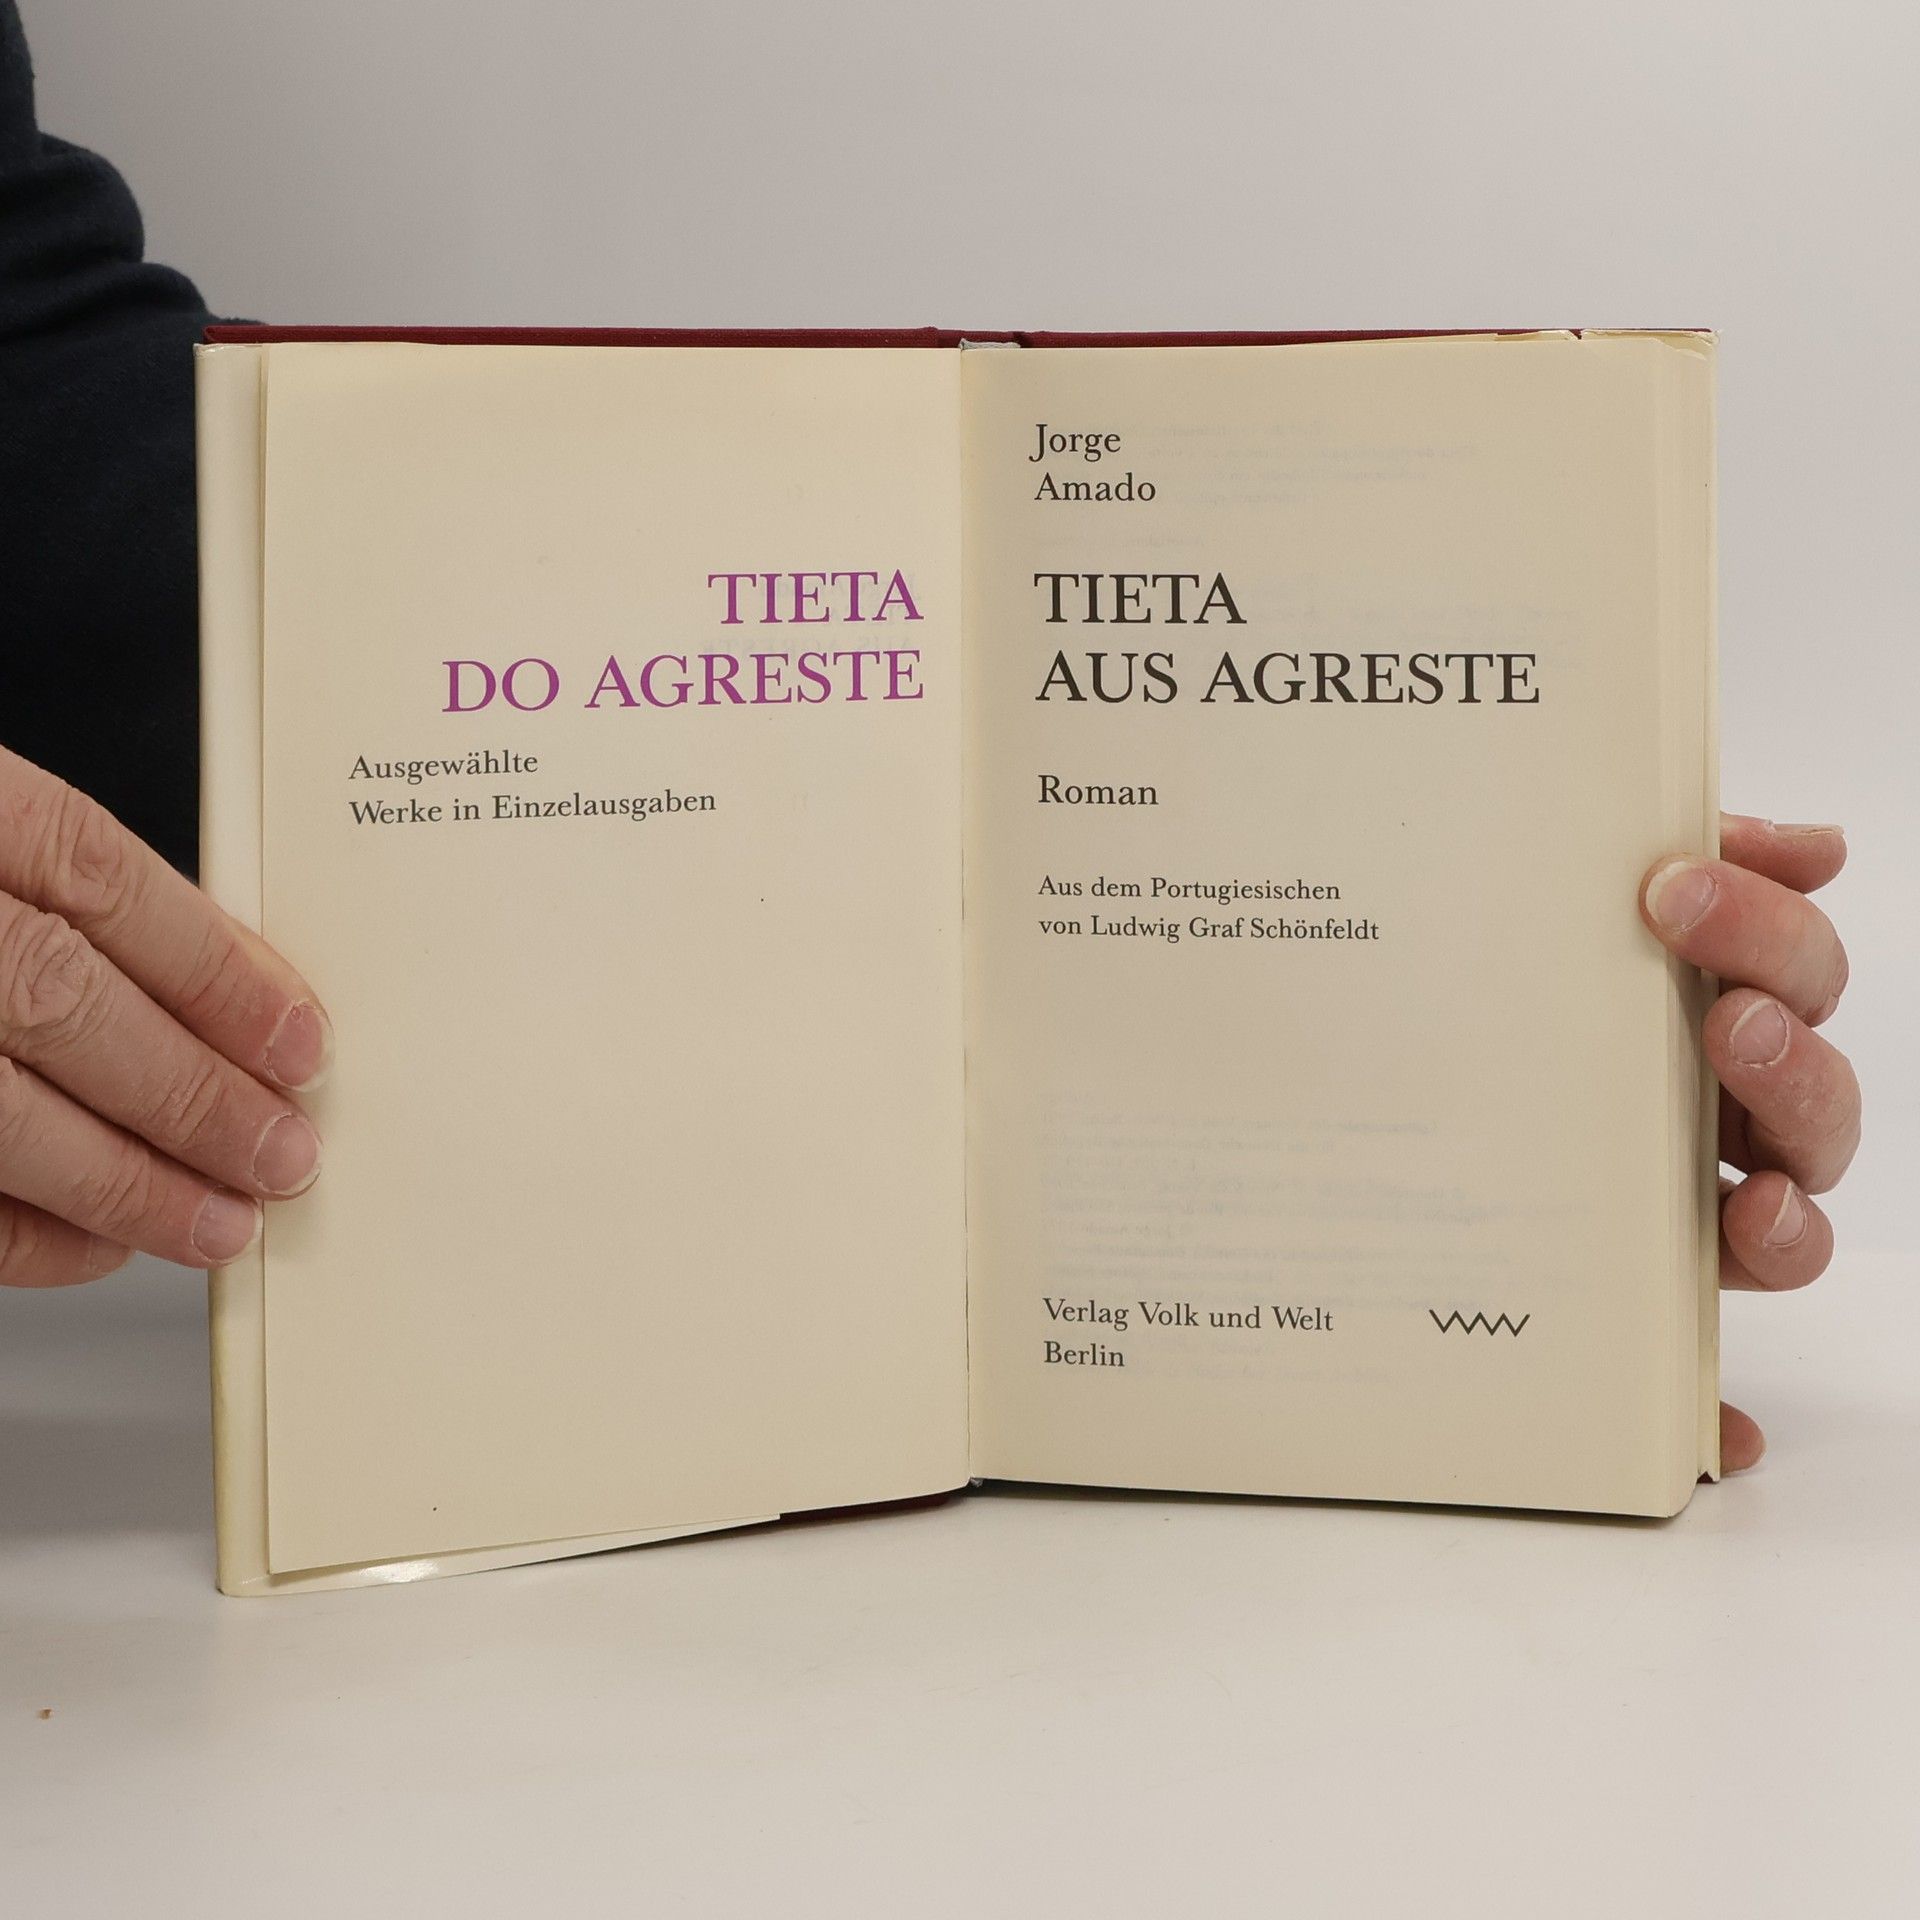 TIETA
DO AGRESTE
Ausgewählte
Werke in Einzelausgaben
Jorge
Amado
TIETA
AUS AGRESTE
Roman
Aus dem Portugiesischen
von Ludwig Graf Schönfeldt
Verlag Volk und Welt
Berlin